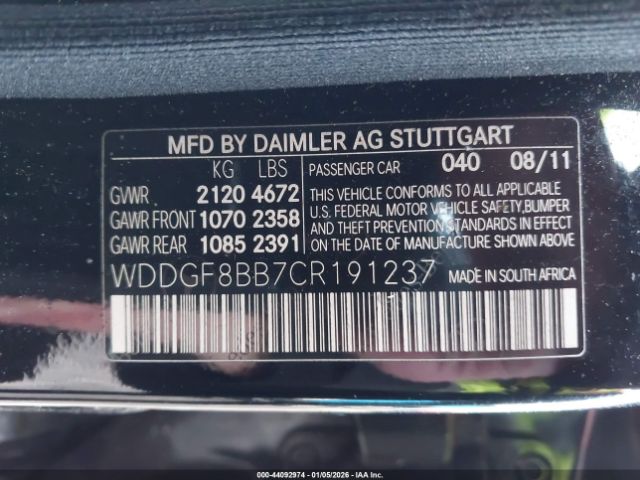 MFD BY DAIMLER AG STUTTGART
KG LBS
GVWR 2120 4672
GAWR FRONT 1070 2358
GAWR REAR 1085 2391
PASSENGER CAR 040 08/11
THIS VEHICLE CONFORMS TO ALL APPLICABLE
U.S. FEDERAL MOTOR VEHICLE SAFETY, BUMPER
AND THEFT PREVENTION STANDARDS IN EFFECT
ON THE DATE OF MANUFACTURE SHOWN ABOVE.
WDDGF8BB7CR191237 MADE IN SOUTH AFRICA
000-44092974 - 01/05/2026 - IAAI.COM